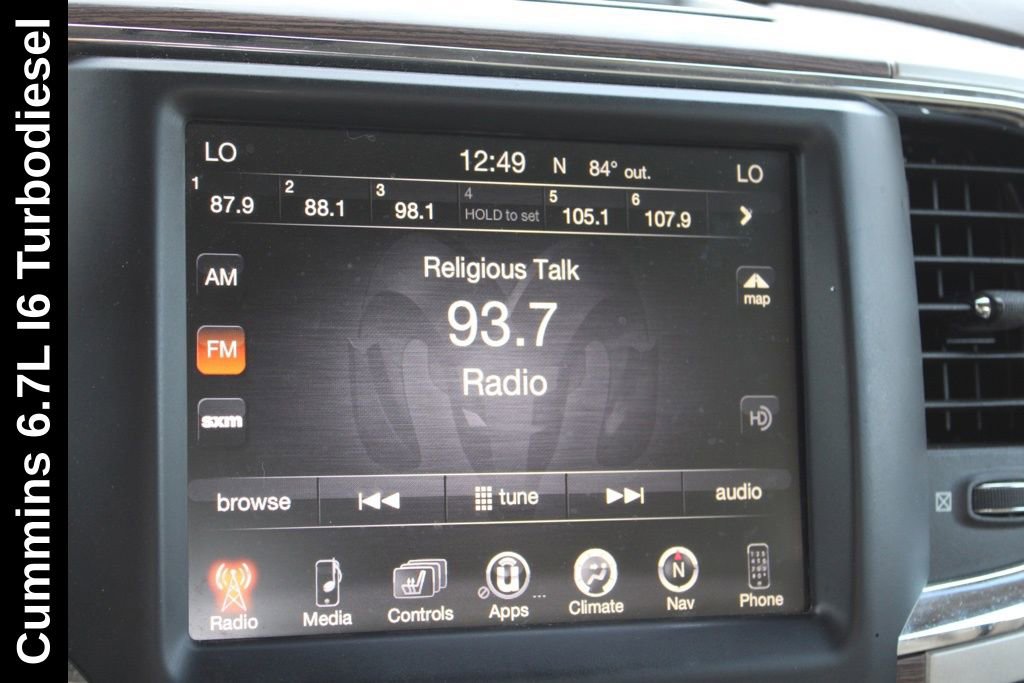 Cummins 6.7L I6 Turbodiesel
LO 12:49 N 84° out. LO
1 87.9 2 88.1 3 98.1 4 HOLD to set 5 105.1 6 107.9
Religious Talk
AM 93.7 map
FM Radio
sxm HD
browse tune audio
Radio Media Controls Apps ... Climate N Nav Phone